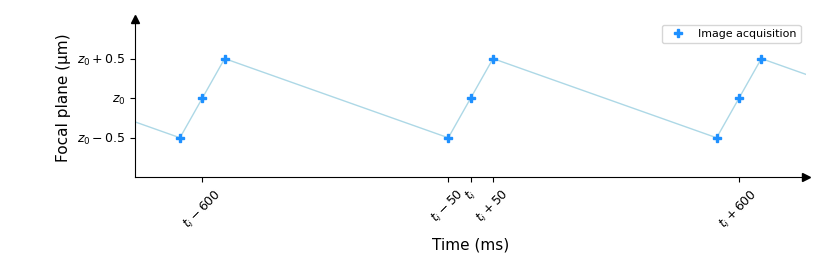 Image acquisition
Focal plane (μm)
z₀ + 0.5
z₀
z₀ − 0.5
tᵢ − 600
tᵢ − 50
tᵢ
tᵢ + 50
tᵢ + 600
Time (ms)